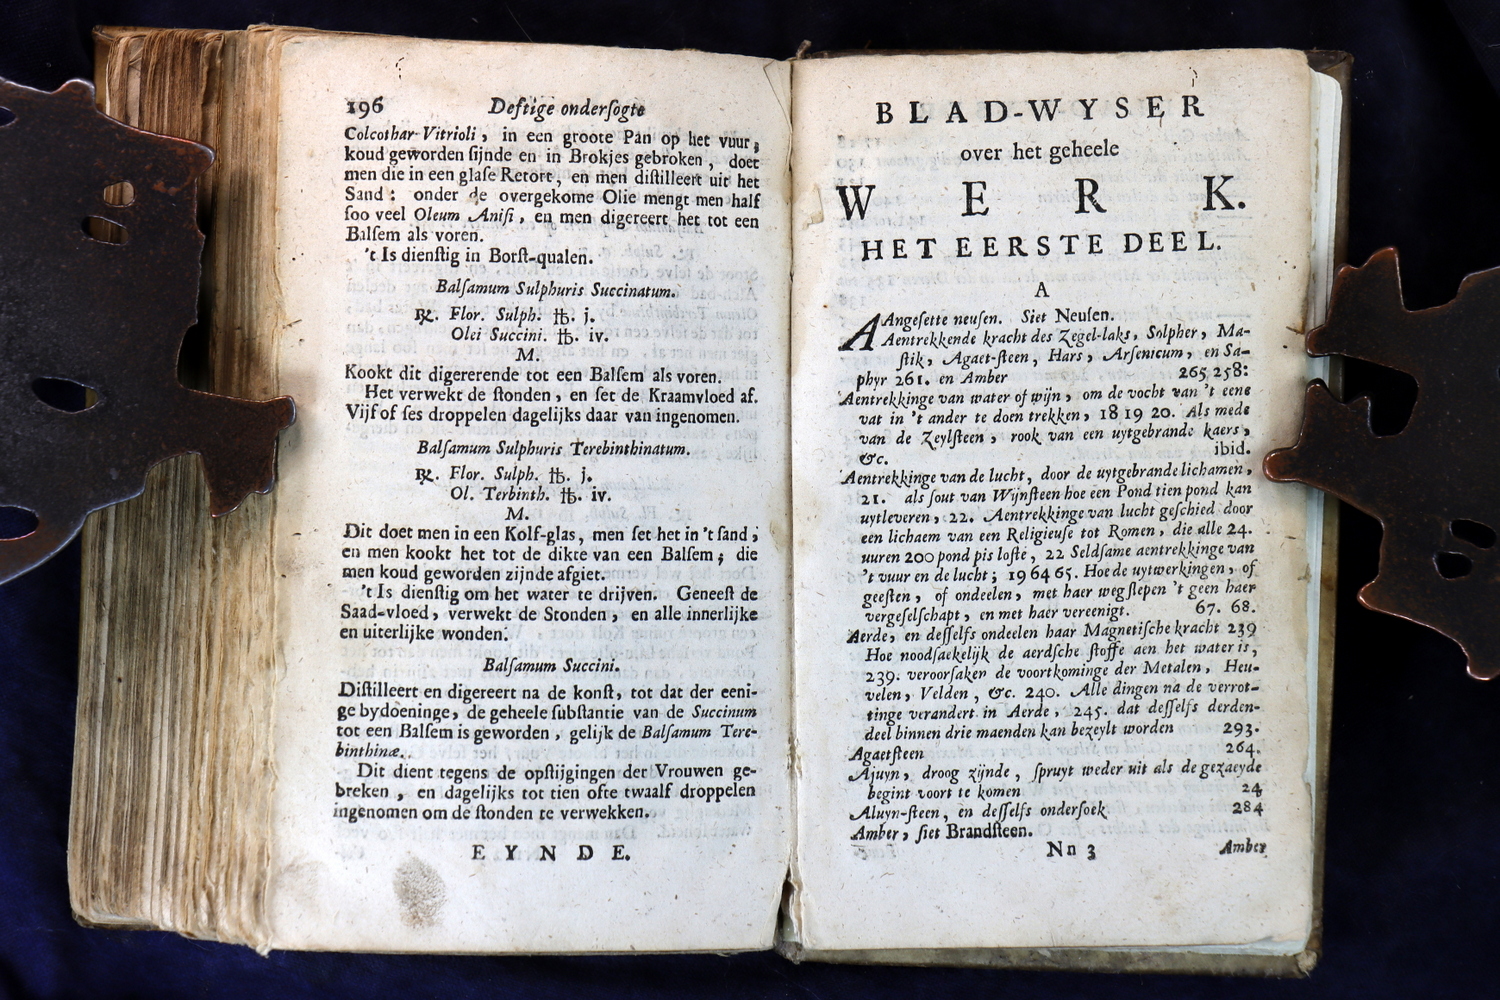 196 Deftige onderſogte
Colcothar Vitrioli, in een groote Pan op het vuur,
koud geworden ſijnde en in Brokjes gebroken, doet
men die in een glaſe Retort, en men diſtilleert uit het
Sand: onder de overgekome Olie mengt men half
ſoo veel Oleum Aniſi, en men digereert het tot een
Balſem als voren.
't Is dienſtig in Borſt-qualen.
Balſamum Sulphuris Succinatum.
℞. Flor. Sulph. ℔. j.
Olei Succini. ℔. iv.
M.
Kookt dit digererende tot een Balſem als voren.
Het verwekt de ſtonden, en ſet de Kraamvloed af.
Vijf of ſes droppelen dagelijks daar van ingenomen.
Balſamum Sulphuris Terebinthinatum.
℞. Flor. Sulph. ℔. j.
Ol. Terbinth. ℔. iv.
M.
Dit doet men in een Kolf-glas, men ſet het in 't ſand,
en men kookt het tot de dikte van een Balſem; die
men koud geworden zijnde afgiet.
't Is dienſtig om het water te drijven. Geneeſt de
Saad-vloed, verwekt de Stonden, en alle innerlijke
en uiterlijke wonden.
Balſamum Succini.
Diſtilleert en digereert na de konſt, tot dat der eeni-
ge bydoeninge, de geheele ſubſtantie van de Succinum
tot een Balſem is geworden, gelijk de Balſamum Tere-
binthinæ.
Dit dient tegens de opſtijgingen der Vrouwen ge-
breken, en dagelijks tot tien ofte twaalf droppelen
ingenomen om de ſtonden te verwekken.
EYNDE.
BLAD-WYSER
over het geheele
WERK.
HET EERSTE DEEL.
A
AAngeſette neuſen. Siet Neuſen.
Aentrekkende kracht des Zegel-laks, Solpher, Ma-
ſtik, Agaet-ſteen, Hars, Arſenicum, en Sa-
phyr 261. en Amber 265 258:
Aentrekkinge van water of wijn, om de vocht van 't eene
vat in 't ander te doen trekken, 18 19 20. Als mede
van de Zeylſteen, rook van een uytgebrande kaers,
&c. ibid.
Aentrekkinge van de lucht, door de uytgebrande lichamen,
21. als ſout van Wijnſteen hoe een Pond tien pond kan
uytleveren, 22. Aentrekkinge van lucht geſchied door
een lichaem van een Religieuſe tot Romen, die alle 24.
uuren 200 pond pis loſte, 22 Seldſame aentrekkinge van
't vuur en de lucht; 19 64 65. Hoe de uytwerkingen, of
geeſten, of ondeelen, met haer wegſlepen 't geen haer
vergeſelſchapt, en met haer vereenigt. 67. 68.
Aerde, en deſſelfs ondeelen haar Magnetiſche kracht 239
Hoe noodſaekelijk de aerdſche ſtoffe aen het water is,
239. veroorſaken de voortkominge der Metalen, Heu-
velen, Velden, &c. 240. Alle dingen na de verrot-
tinge verandert in Aerde, 245. dat deſſelfs derden-
deel binnen drie maenden kan bezeylt worden 293.
Agaetſteen 264.
Ajuyn, droog zijnde, ſpruyt weder uit als de gezaeyde
begint voort te komen 24
Aluyn-ſteen, en deſſelfs onderſoek 284
Amber, ſiet Brandſteen.
Nn 3 Amber